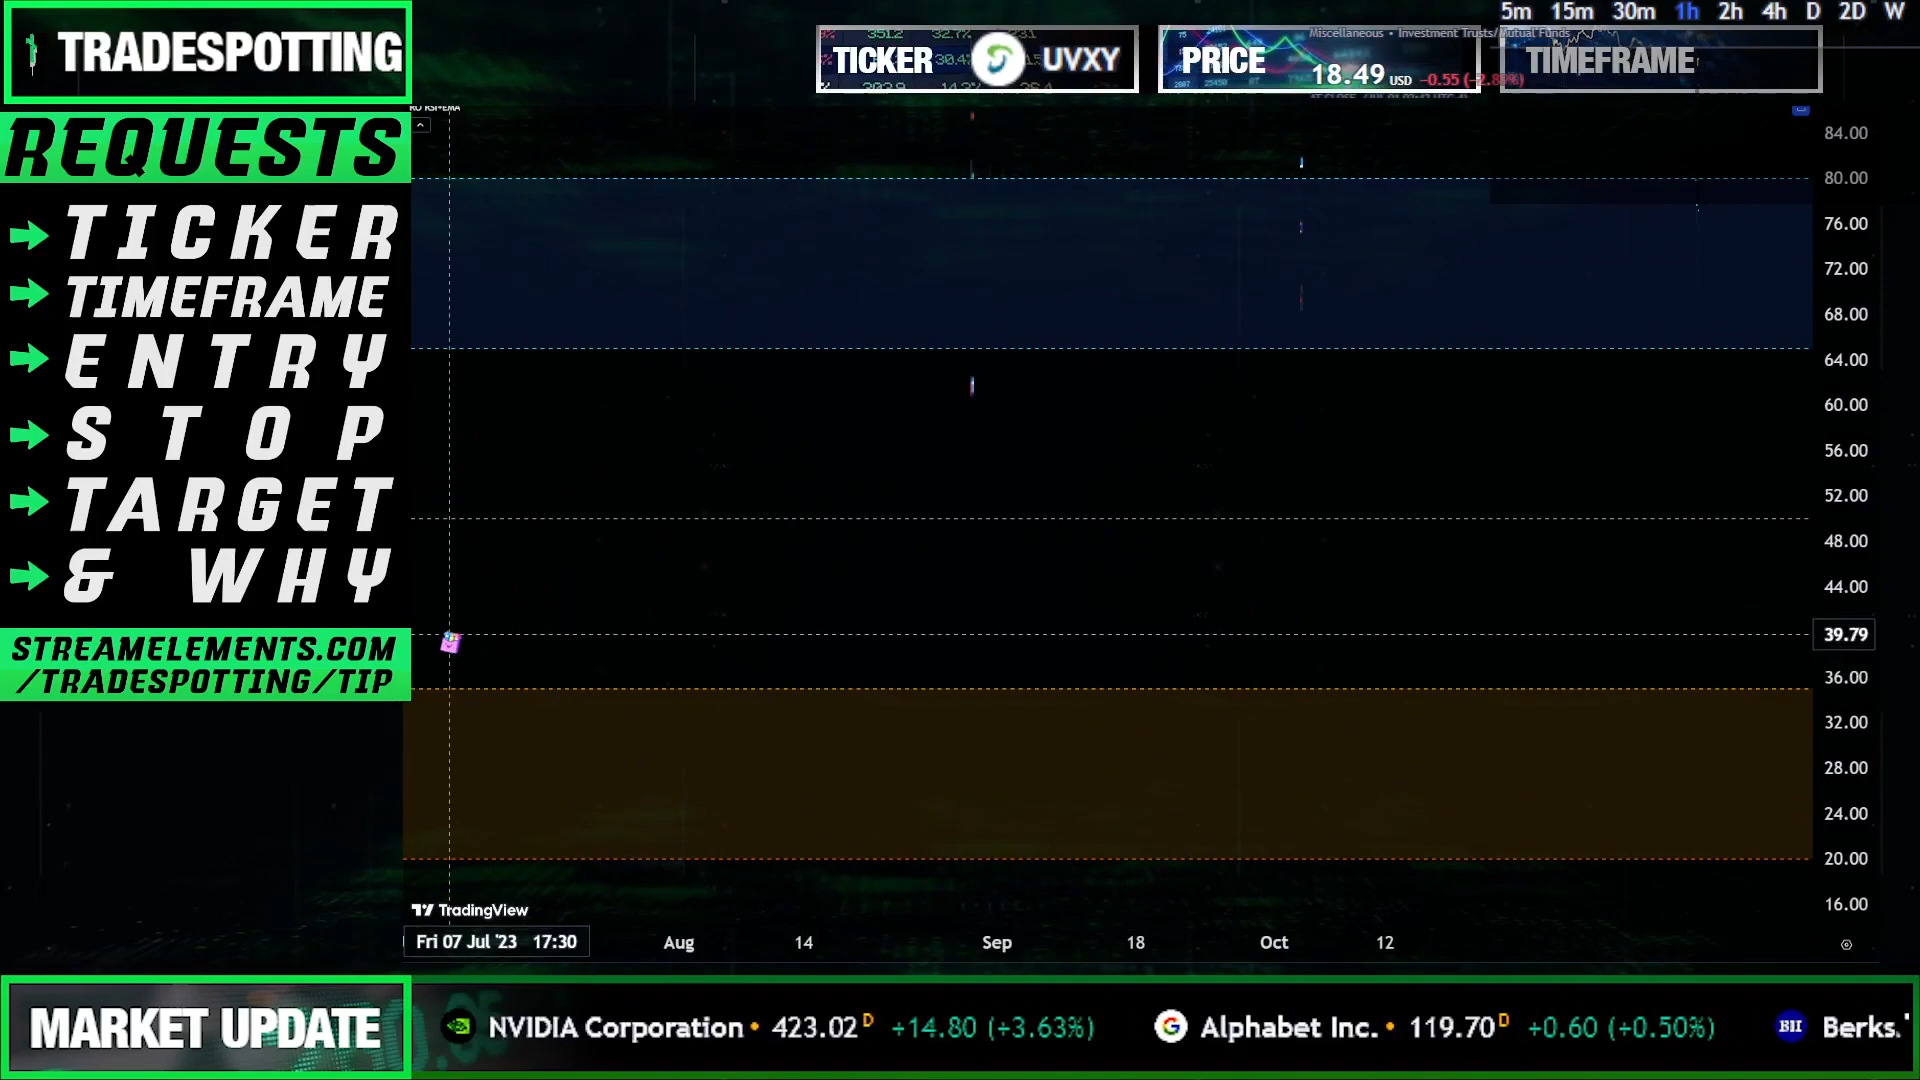 5m 15m 30m 1h 2h 4h D 2D W
TRADESPOTTING
TICKER UVXY
Miscellaneous • Investment Trusts/Mutual Funds
PRICE 18.49 USD
TIMEFRAME
REQUESTS
TICKER
TIMEFRAME
ENTRY
STOP
TARGET
& WHY
STREAMELEMENTS.COM
/TRADESPOTTING/TIP
84.00
80.00
76.00
72.00
68.00
64.00
60.00
56.00
52.00
48.00
44.00
39.79
36.00
32.00
28.00
24.00
20.00
16.00
TradingView
Fri 07 Jul '23 17:30 Aug 14 Sep 18 Oct 12
MARKET UPDATE
NVIDIA Corporation • 423.02 D +14.80 (+3.63%) Alphabet Inc. • 119.70 D +0.60 (+0.50%) BH Berks.